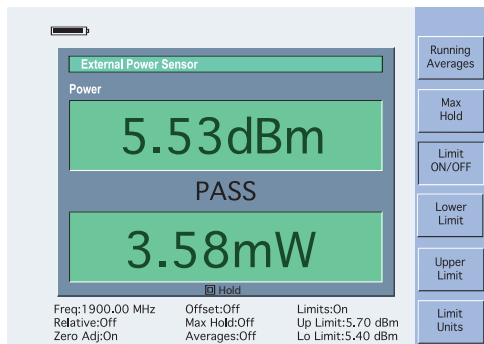 External Power Sensor
Power
5.53dBm
PASS
3.58mW
Hold
Freq:1900.00 MHz
Relative:Off
Zero Adj:On
Offset:Off
Max Hold:Off
Averages:Off
Limits:On
Up Limit:5.70 dBm
Lo Limit:5.40 dBm
Running
Averages
Max
Hold
Limit
ON/OFF
Lower
Limit
Upper
Limit
Limit
Units